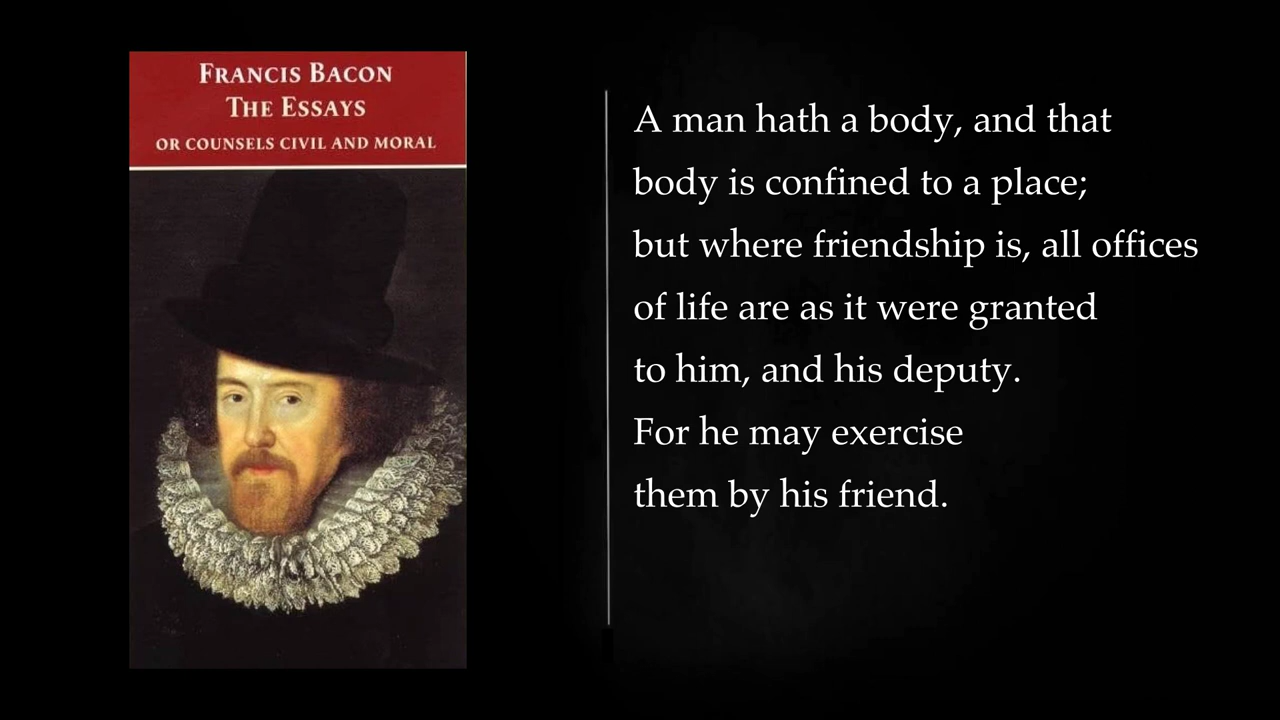 FRANCIS BACON
THE ESSAYS
OR COUNSELS CIVIL AND MORAL
A man hath a body, and that
body is confined to a place;
but where friendship is, all offices
of life are as it were granted
to him, and his deputy.
For he may exercise
them by his friend.